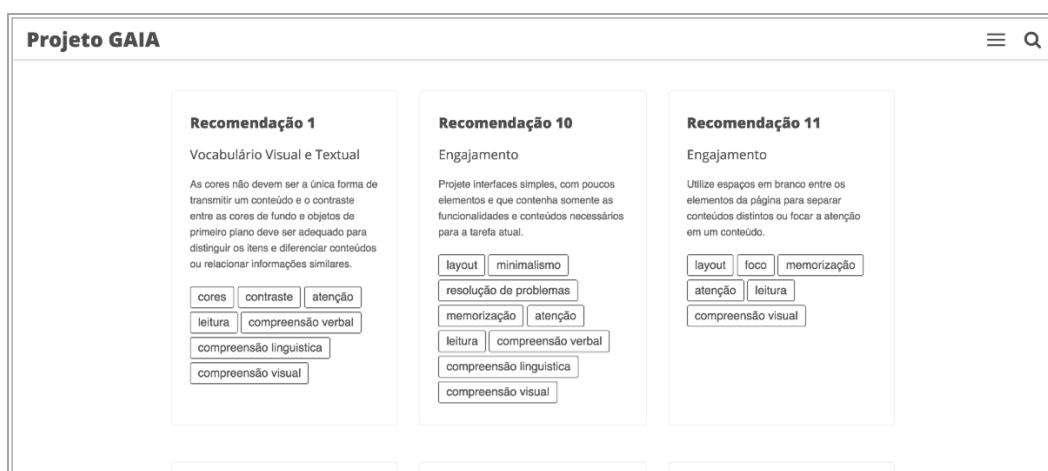 Projeto GAIA
Recomendação 1
Vocabulário Visual e Textual
As cores não devem ser a única forma de
transmitir um conteúdo e o contraste
entre as cores de fundo e objetos de
primeiro plano deve ser adequado para
distinguir os itens e diferenciar conteúdos
ou relacionar informações similares.
cores contraste atenção
leitura compreensão verbal
compreensão linguistica
compreensão visual
Recomendação 10
Engajamento
Projete interfaces simples, com poucos
elementos e que contenha somente as
funcionalidades e conteúdos necessários
para a tarefa atual.
layout minimalismo
resolução de problemas
memorização atenção
leitura compreensão verbal
compreensão linguistica
compreensão visual
Recomendação 11
Engajamento
Utilize espaços em branco entre os
elementos da página para separar
conteúdos distintos ou focar a atenção
em um conteúdo.
layout foco memorização
atenção leitura
compreensão visual